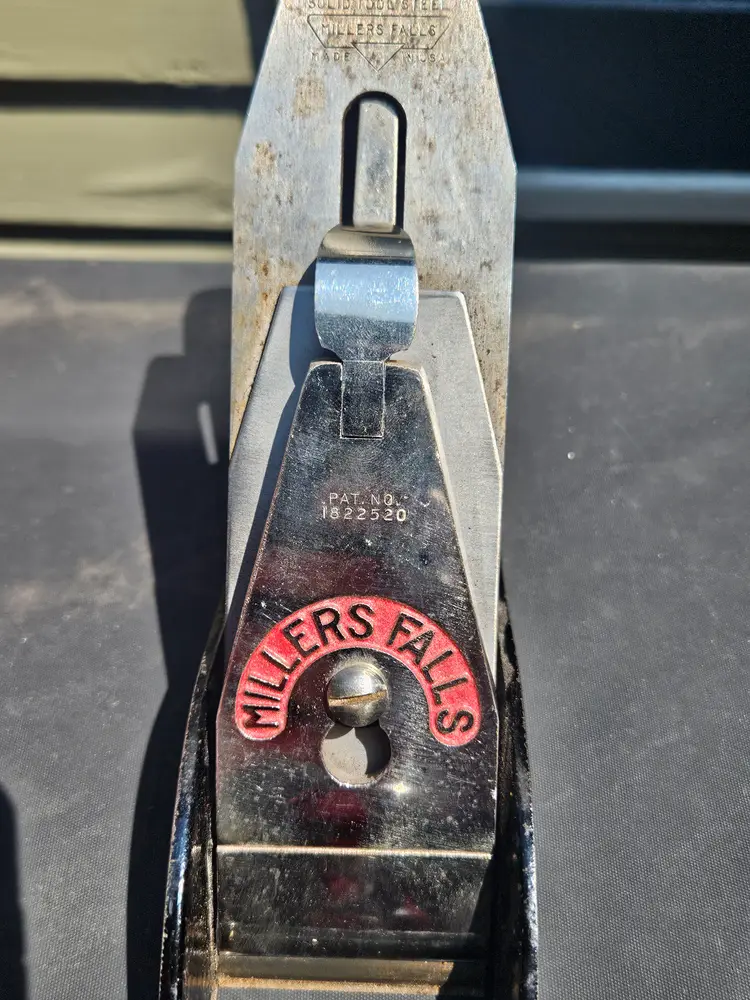 SOLID TOOL STEEL
MILLERS FALLS
MADE IN U.S.A.
PAT. NO.
1822520
MILLERS FALLS